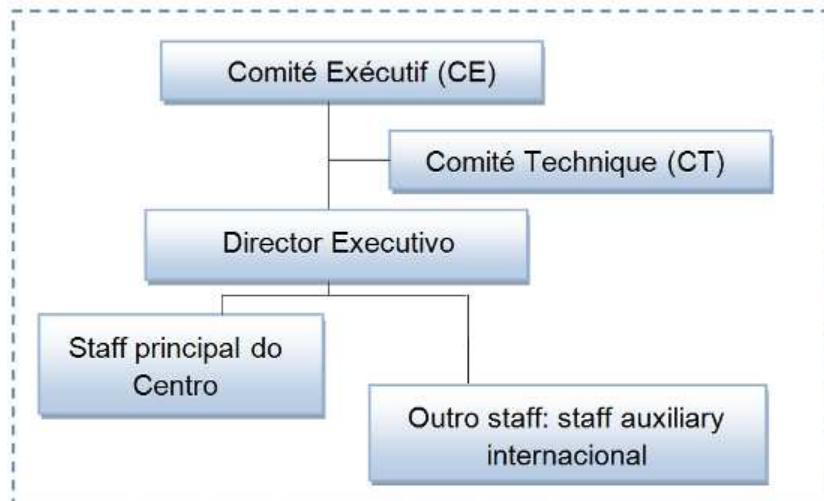 Comité Exécutif (CE)
Comité Technique (CT)
Director Executivo
Staff principal do
Centro
Outro staff: staff auxiliary
internacional